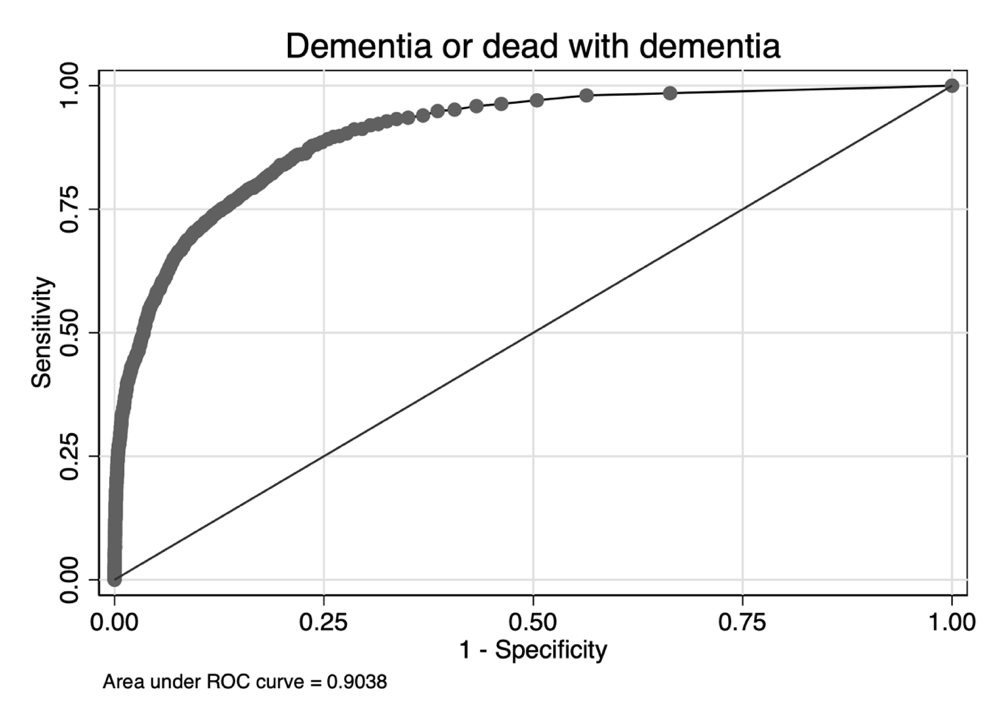 Dementia or dead with dementia
1.00
0.75
0.50
0.25
0.00
Sensitivity
0.00 0.25 0.50 0.75 1.00
1 - Specificity
Area under ROC curve = 0.9038